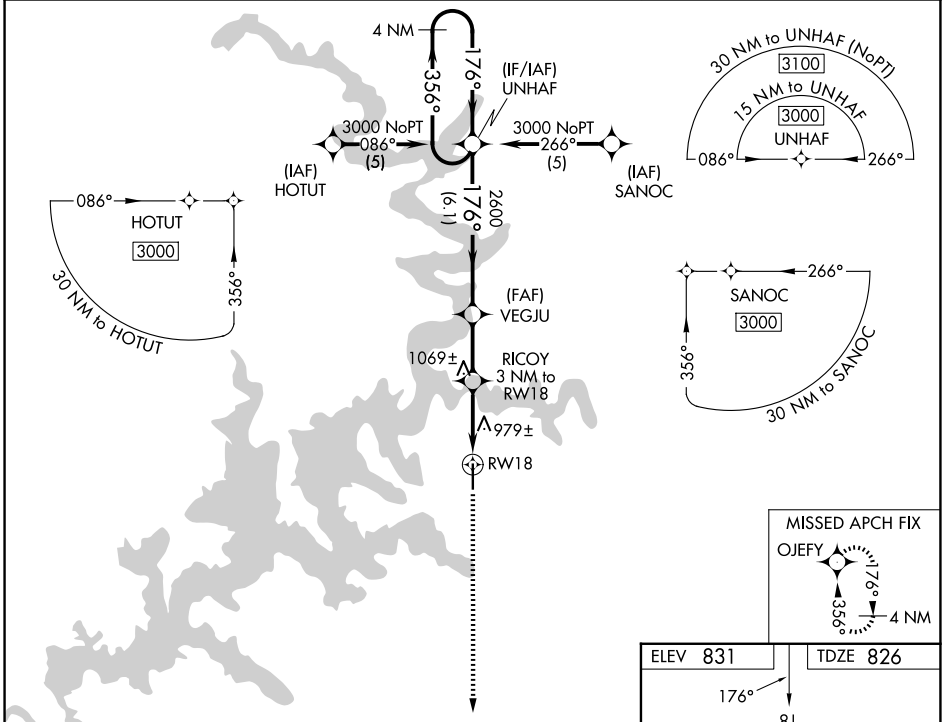 4 NM
356°
176°
(IF/IAF)
UNHAF
3000 NoPT
086°
(5)
(IAF)
HOTUT
3000 NoPT
266°
(5)
(IAF)
SANOC
30 NM to UNHAF (NoPT)
3100
15 NM to UNHAF
3000
UNHAF
086°
266°
086°
HOTUT
3000
356°
30 NM to HOTUT
2600
176°
(6.1)
(FAF)
VEGJU
266°
SANOC
3000
356°
30 NM to SANOC
1069±
RICOY
3 NM to
RW18
979±
RW18
MISSED APCH FIX
OJEFY
176°
356°
4 NM
ELEV 831
TDZE 826
176°